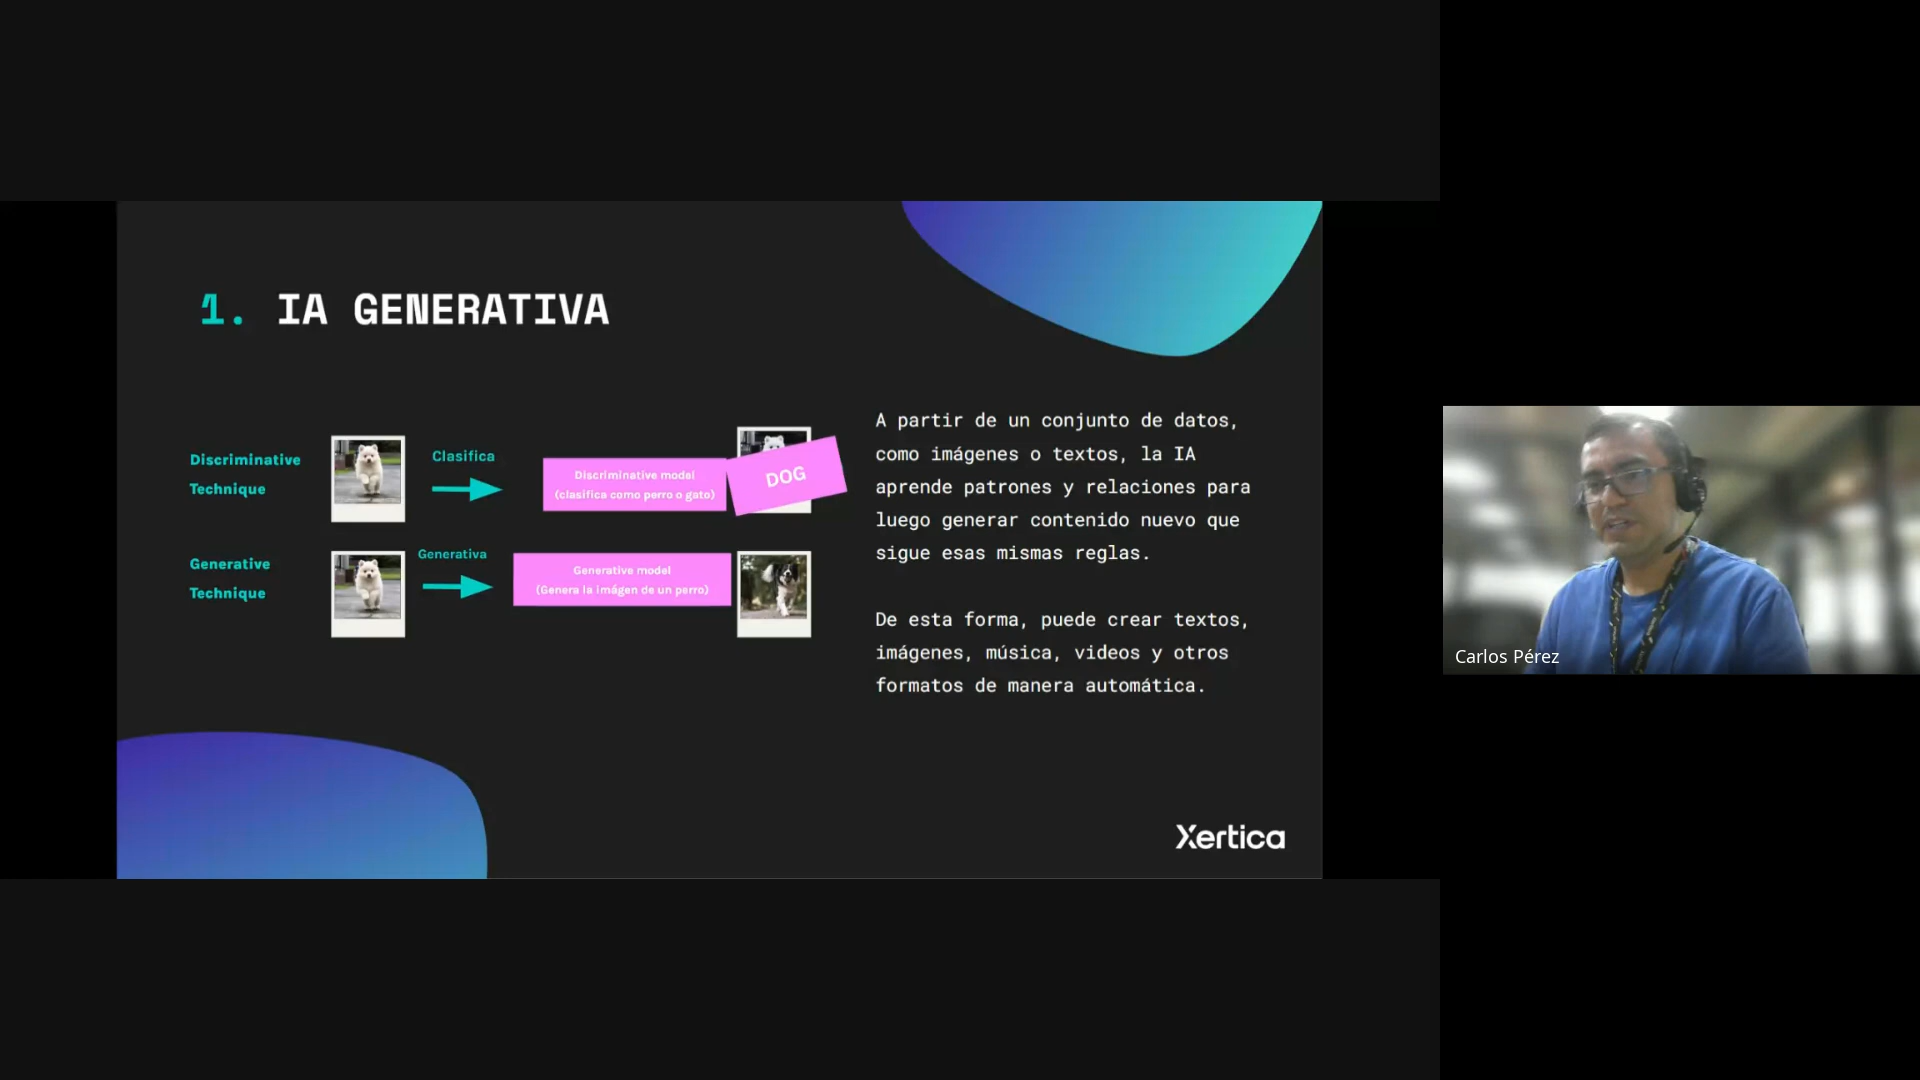 1. IA GENERATIVA
Discriminative
Technique
Clasifica
Discriminative model
(clasifica como perro o gato)
DOG
Generative
Technique
Generativa
Generative model
(Genera la imágen de un perro)
A partir de un conjunto de datos,
como imágenes o textos, la IA
aprende patrones y relaciones para
luego generar contenido nuevo que
sigue esas mismas reglas.
De esta forma, puede crear textos,
imágenes, música, videos y otros
formatos de manera automática.
Xertica
Carlos Pérez